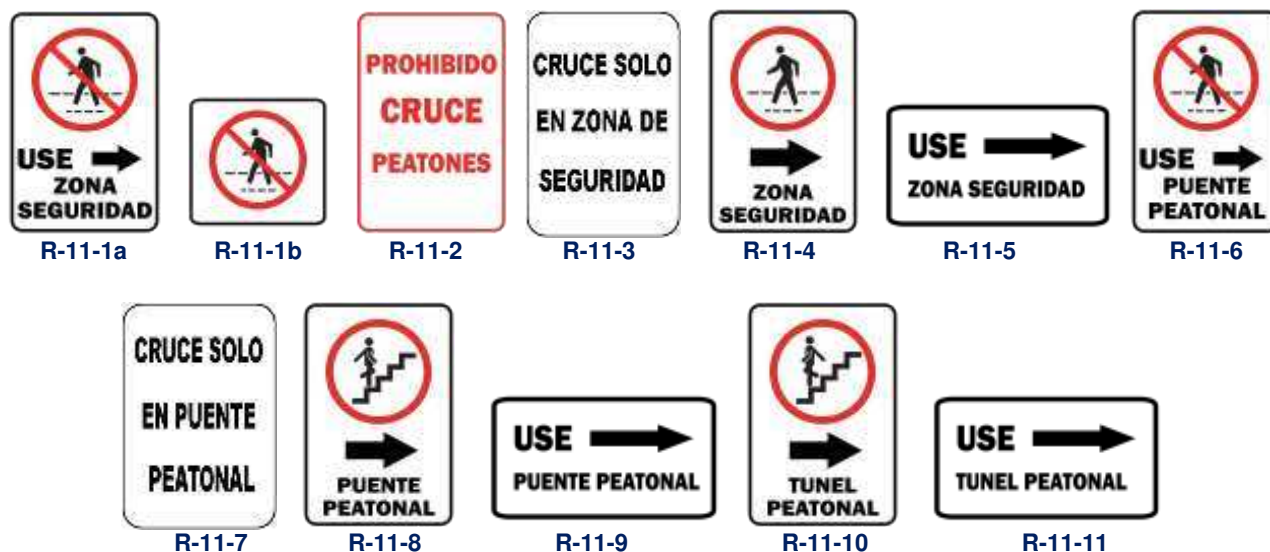 USE
ZONA
SEGURIDAD
R-11-1a
R-11-1b
PROHIBIDO
CRUCE
PEATONES
R-11-2
CRUCE SOLO
EN ZONA DE
SEGURIDAD
R-11-3
ZONA
SEGURIDAD
R-11-4
USE
ZONA SEGURIDAD
R-11-5
USE
PUENTE
PEATONAL
R-11-6
CRUCE SOLO
EN PUENTE
PEATONAL
R-11-7
PUENTE
PEATONAL
R-11-8
USE
PUENTE PEATONAL
R-11-9
TUNEL
PEATONAL
R-11-10
USE
TUNEL PEATONAL
R-11-11